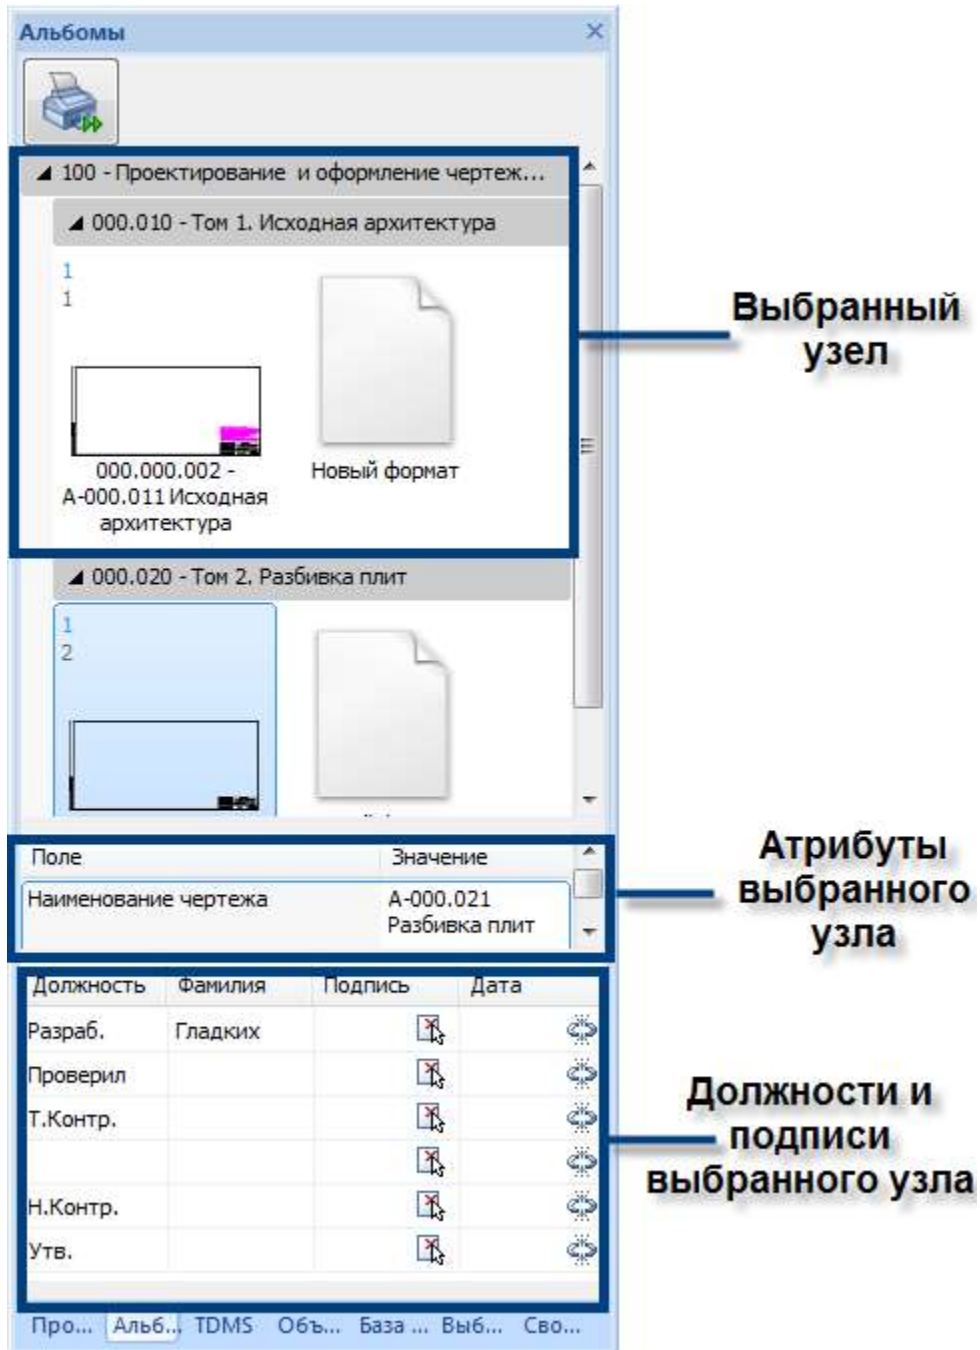 Альбомы
100 - Проектирование и оформление чертеж...
000.010 - Том 1. Исходная архитектура
1
1
000.000.002 -
А-000.011 Исходная
архитектура
Новый формат
Выбранный
узел
000.020 - Том 2. Разбивка плит
1
2
Поле Значение
Наименование чертежа А-000.021
Разбивка плит
Атрибуты
выбранного
узла
Должность Фамилия Подпись Дата
Разраб. Гладких
Проверил
Т.Контр.
Н.Контр.
Утв.
Должности и
подписи
выбранного узла
Про... Альб... TDMS Объ... База ... Выб... Сво...